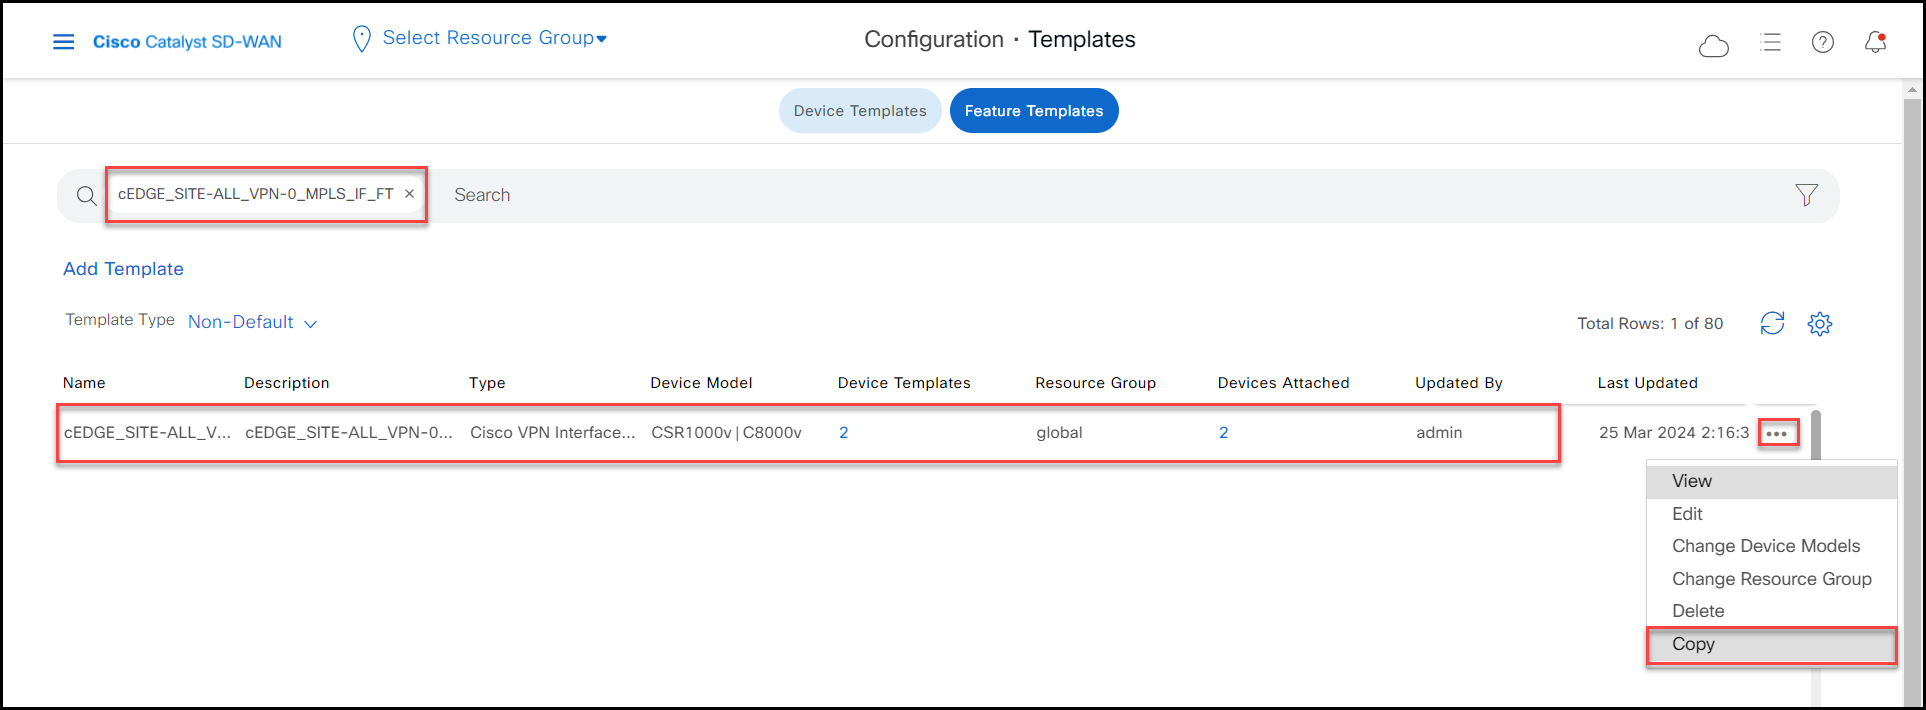 Cisco Catalyst SD-WAN
Select Resource Group
Configuration · Templates
Device Templates
Feature Templates
cEDGE_SITE-ALL_VPN-0_MPLS_IF_FT ×
Search
Add Template
Template Type Non-Default
Total Rows: 1 of 80
Name Description Type Device Model Device Templates Resource Group Devices Attached Updated By Last Updated
cEDGE_SITE-ALL_V... cEDGE_SITE-ALL_VPN-0... Cisco VPN Interface... CSR1000v | C8000v 2 global 2 admin 25 Mar 2024 2:16:3
View
Edit
Change Device Models
Change Resource Group
Delete
Copy